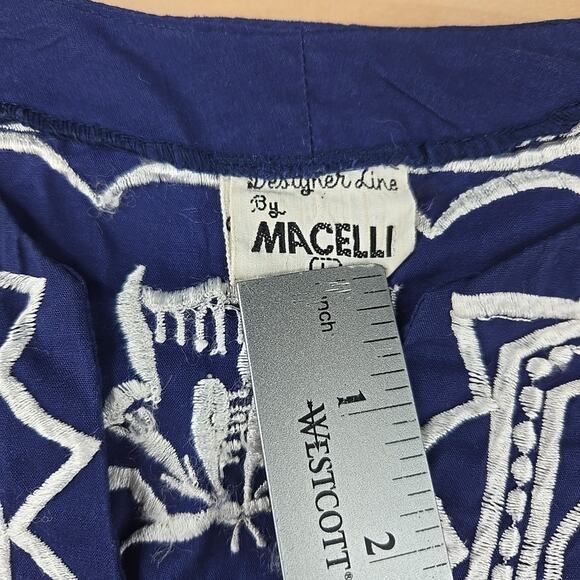 Designer Line
By
MACELLI
inch
1
WESTCOTT®
2